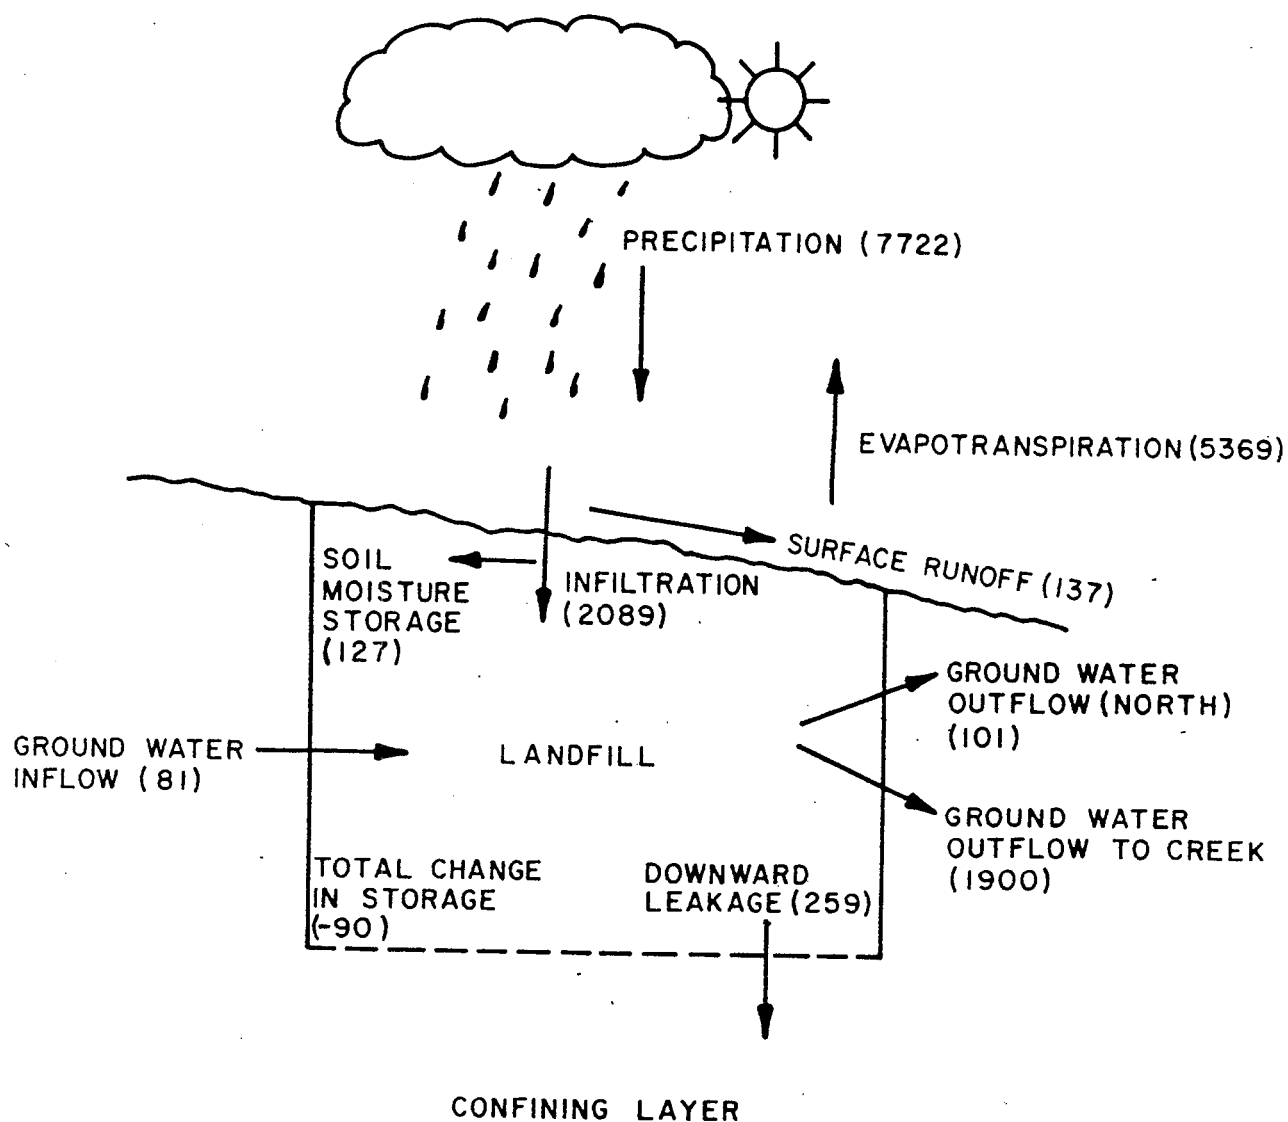 PRECIPITATION (7722)
EVAPOTRANSPIRATION (5369)
SURFACE RUNOFF (137)
SOIL
MOISTURE
STORAGE
(127)
INFILTRATION
(2089)
GROUND WATER
OUTFLOW (NORTH)
(101)
GROUND WATER
INFLOW (81)
LANDFILL
GROUND WATER
OUTFLOW TO CREEK
(1900)
TOTAL CHANGE
IN STORAGE
(-90)
DOWNWARD
LEAKAGE (259)
CONFINING LAYER